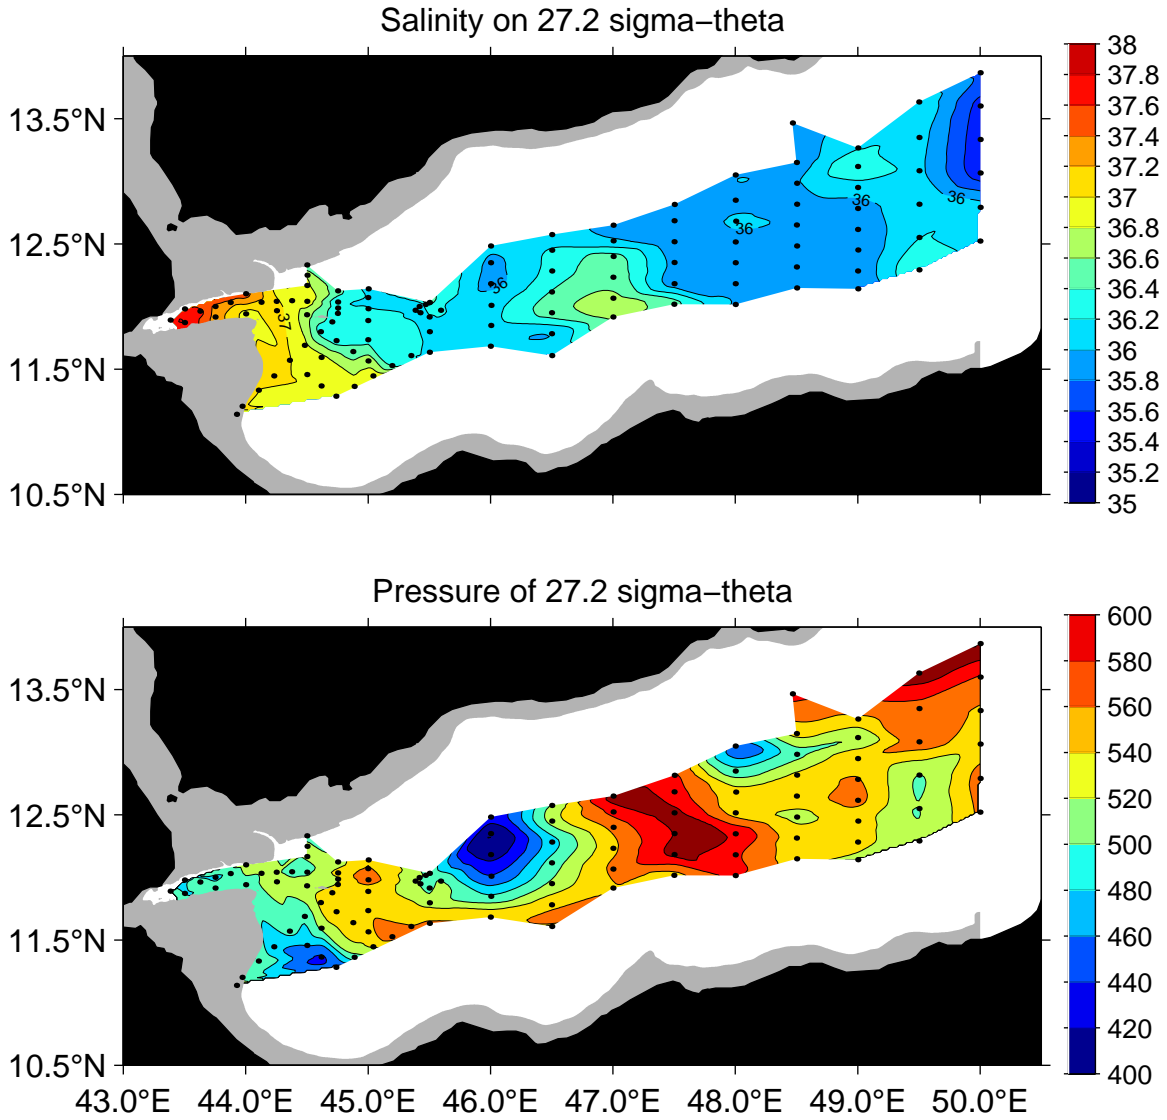 Salinity on 27.2 sigma−theta
13.5°N
12.5°N
11.5°N
10.5°N
36
36
36
36
37
38
37.8
37.6
37.4
37.2
37
36.8
36.6
36.4
36.2
36
35.8
35.6
35.4
35.2
35
Pressure of 27.2 sigma−theta
13.5°N
12.5°N
11.5°N
10.5°N
43.0°E 44.0°E 45.0°E 46.0°E 47.0°E 48.0°E 49.0°E 50.0°E
600
580
560
540
520
500
480
460
440
420
400